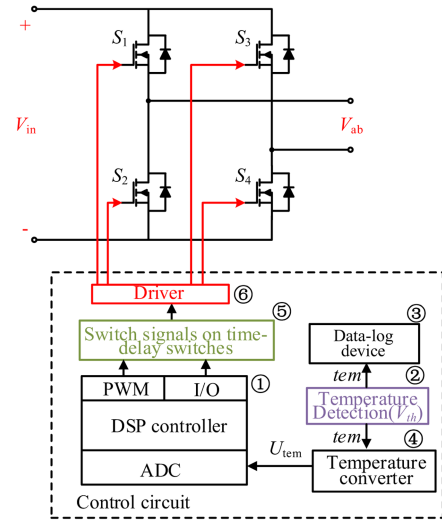 +
S1
S3
Vin
Vab
S2
S4
-
Driver
⑥
⑤
Switch signals on time-
delay switches
③
Data-log
device
PWM
I/O
①
tem
②
Temperature
Detection(Vth)
DSP controller
tem
④
Utem
ADC
Temperature
converter
Control circuit